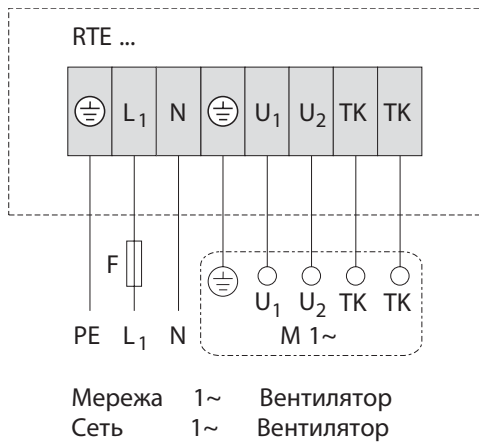 RTE ...
L1 N U1 U2 TK TK
F
U1 U2 TK TK
PE L1 N M 1~
Мережа 1~ Вентилятор
Сеть 1~ Вентилятор